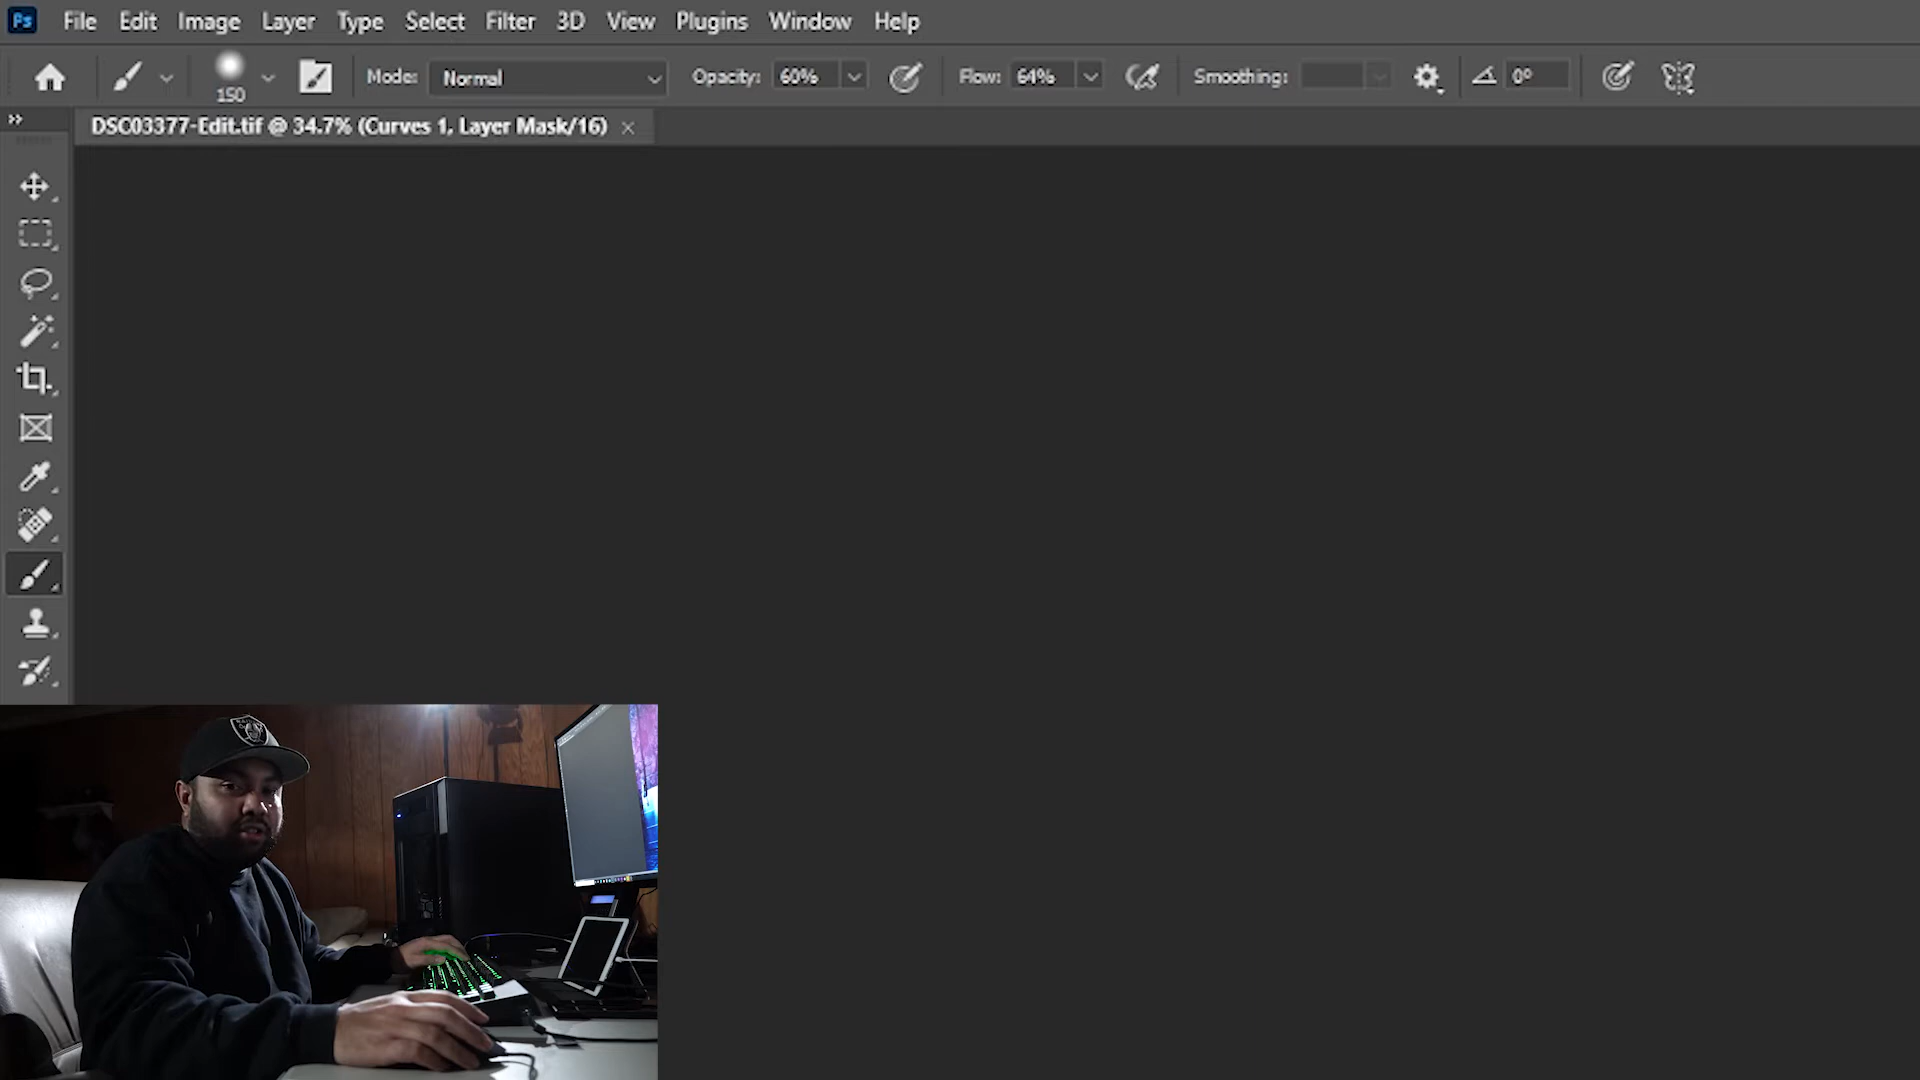 Ps File Edit Image Layer Type Select Filter 3D View Plugins Window Help
150 Mode: Normal Opacity: 60% Flow: 64% Smoothing: 0°
DSC03377-Edit.tif @ 34.7% (Curves 1, Layer Mask/16) ×